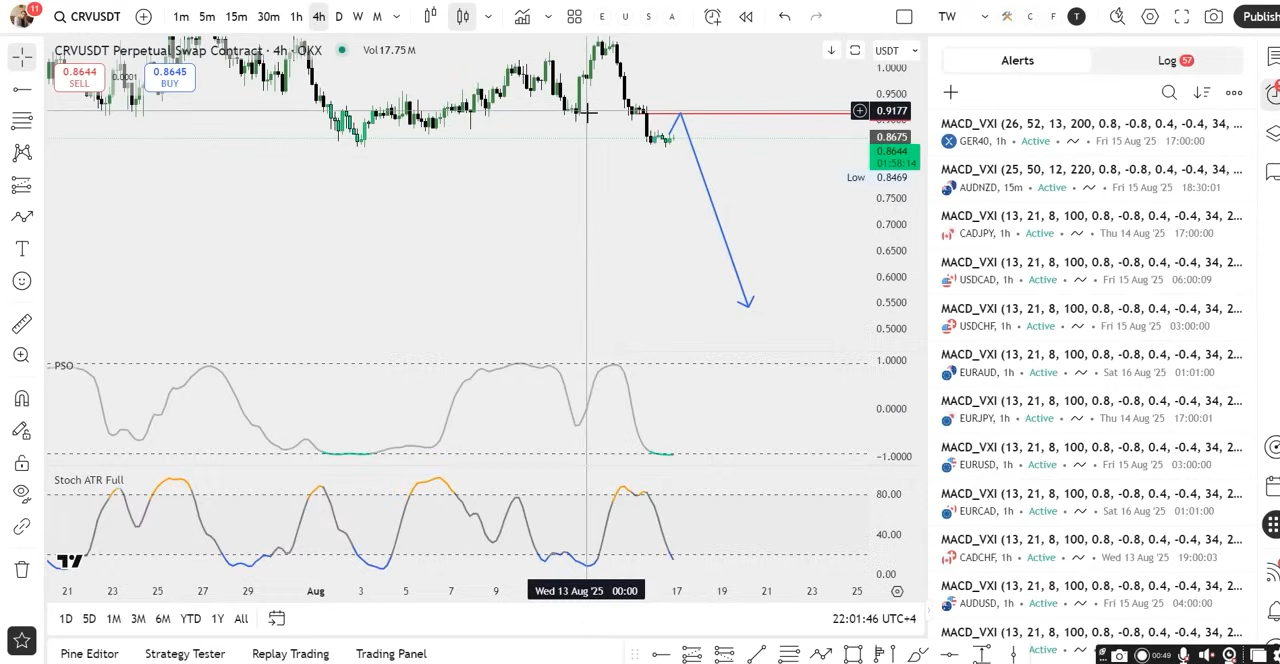 11
CRVUSDT
1m 5m 15m 30m 1h 4h D W M
E U S A
TW
C F T
Publish
CRVUSDT Perpetual Swap Contract · 4h · OKX Vol 17.75 M
USDT
0.8644
SELL
0.0001
0.8645
BUY
1.0000
0.9500
0.9177
0.8675
0.8644
01:58:14
Low 0.8469
0.7500
0.7000
0.6500
0.6000
0.5500
0.5000
PSO
1.0000
0.0000
−1.0000
Stoch ATR Full
80.00
40.00
0.00
21 23 25 27 29 Aug 3 5 7 9 Wed 13 Aug '25 00:00 17 19 21 23 25
1D 5D 1M 3M 6M YTD 1Y All
22:01:46 UTC+4
Pine Editor Strategy Tester Replay Trading Trading Panel
Alerts
Log 57
MACD_VXI (26, 52, 13, 200, 0.8, -0.8, 0.4, -0.4, 34, ...
GER40, 1h • Active • Fri 15 Aug '25 17:00:00
MACD_VXI (25, 50, 12, 220, 0.8, -0.8, 0.4, -0.4, 34, ...
AUDNZD, 15m • Active • Fri 15 Aug '25 18:30:01
MACD_VXI (13, 21, 8, 100, 0.8, -0.8, 0.4, -0.4, 34, 2...
CADJPY, 1h • Active • Thu 14 Aug '25 17:00:00
MACD_VXI (13, 21, 8, 100, 0.8, -0.8, 0.4, -0.4, 34, 2...
USDCAD, 1h • Active • Fri 15 Aug '25 06:00:09
MACD_VXI (13, 21, 8, 100, 0.8, -0.8, 0.4, -0.4, 34, 2...
USDCHF, 1h • Active • Fri 15 Aug '25 03:00:00
MACD_VXI (13, 21, 8, 100, 0.8, -0.8, 0.4, -0.4, 34, 2...
EURAUD, 1h • Active • Sat 16 Aug '25 01:01:00
MACD_VXI (13, 21, 8, 100, 0.8, -0.8, 0.4, -0.4, 34, 2...
EURJPY, 1h • Active • Thu 14 Aug '25 17:00:01
MACD_VXI (13, 21, 8, 100, 0.8, -0.8, 0.4, -0.4, 34, 2...
EURUSD, 1h • Active • Fri 15 Aug '25 03:00:00
MACD_VXI (13, 21, 8, 100, 0.8, -0.8, 0.4, -0.4, 34, 2...
EURCAD, 1h • Active • Sat 16 Aug '25 01:01:00
MACD_VXI (13, 21, 8, 100, 0.8, -0.8, 0.4, -0.4, 34, 2...
CADCHF, 1h • Active • Wed 13 Aug '25 19:00:03
MACD_VXI (13, 21, 8, 100, 0.8, -0.8, 0.4, -0.4, 34, 2...
AUDUSD, 1h • Active • Fri 15 Aug '25 04:00:00
MACD_VXI (13, 21, 8, 100, 0.8, -0.8, 0.4, -0.4, 34, 2...
Active
00:49